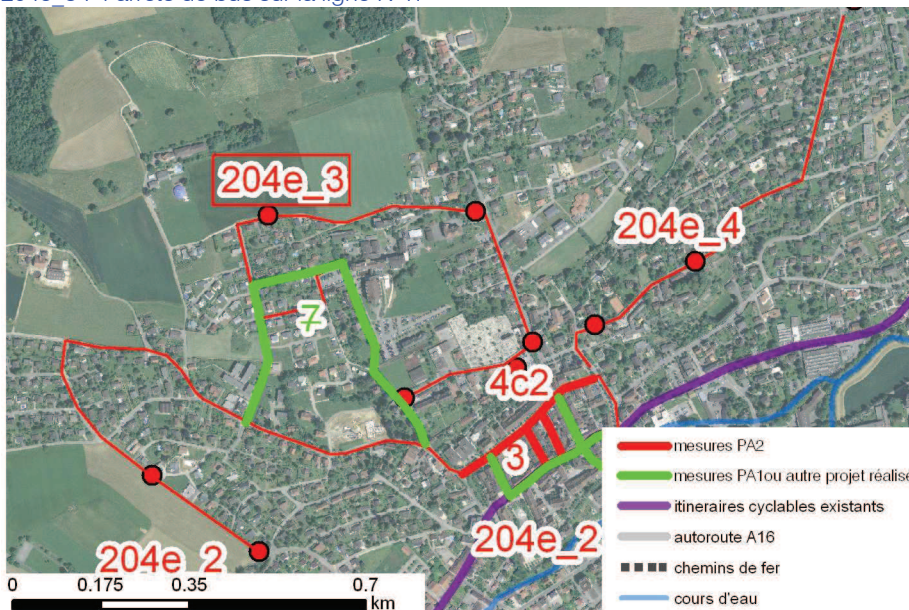 204e_3
204e_4
7
4c2
3
204e_2
204e_2
mesures PA2
mesures PA1ou autre projet réalisé
itineraires cyclables existants
autoroute A16
chemins de fer
cours d'eau
0 0.175 0.35 0.7
km